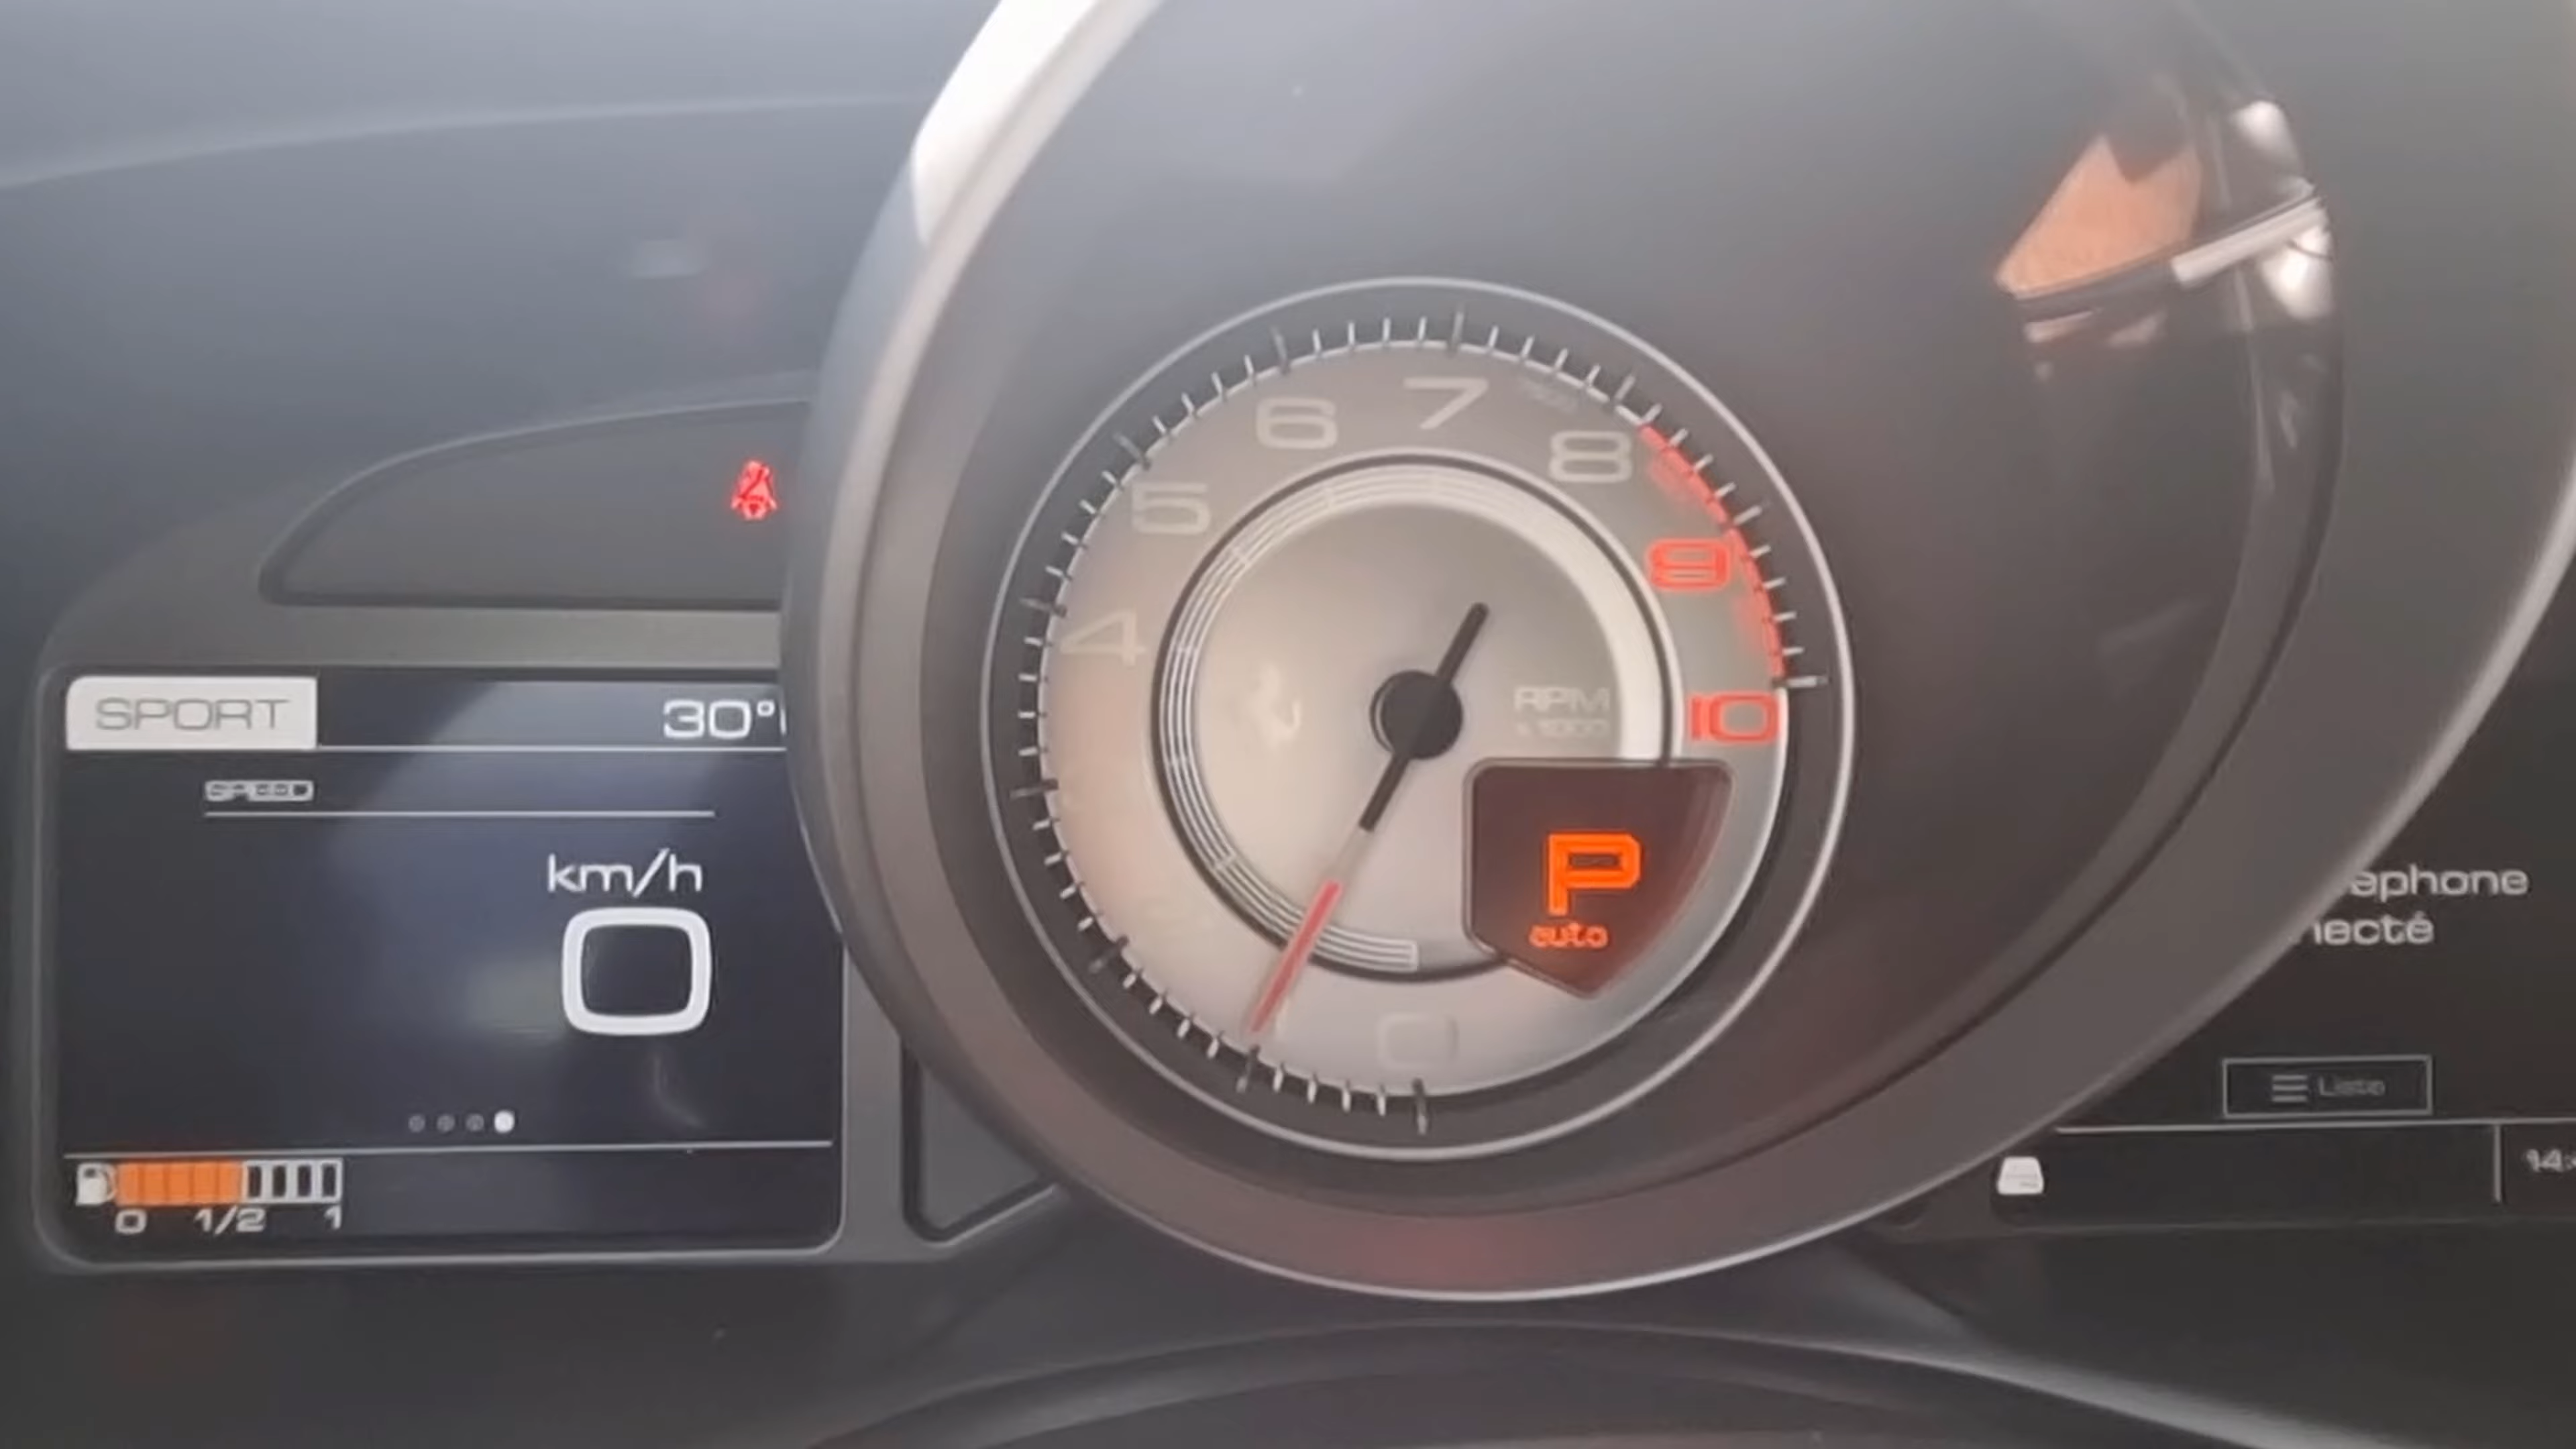 SPORT
30°
SPEED
km/h
0
0 1/2 1
4
5
6
7
8
9
10
RPM
x1000
0
P
auto
ephone
necté
Liste
14: